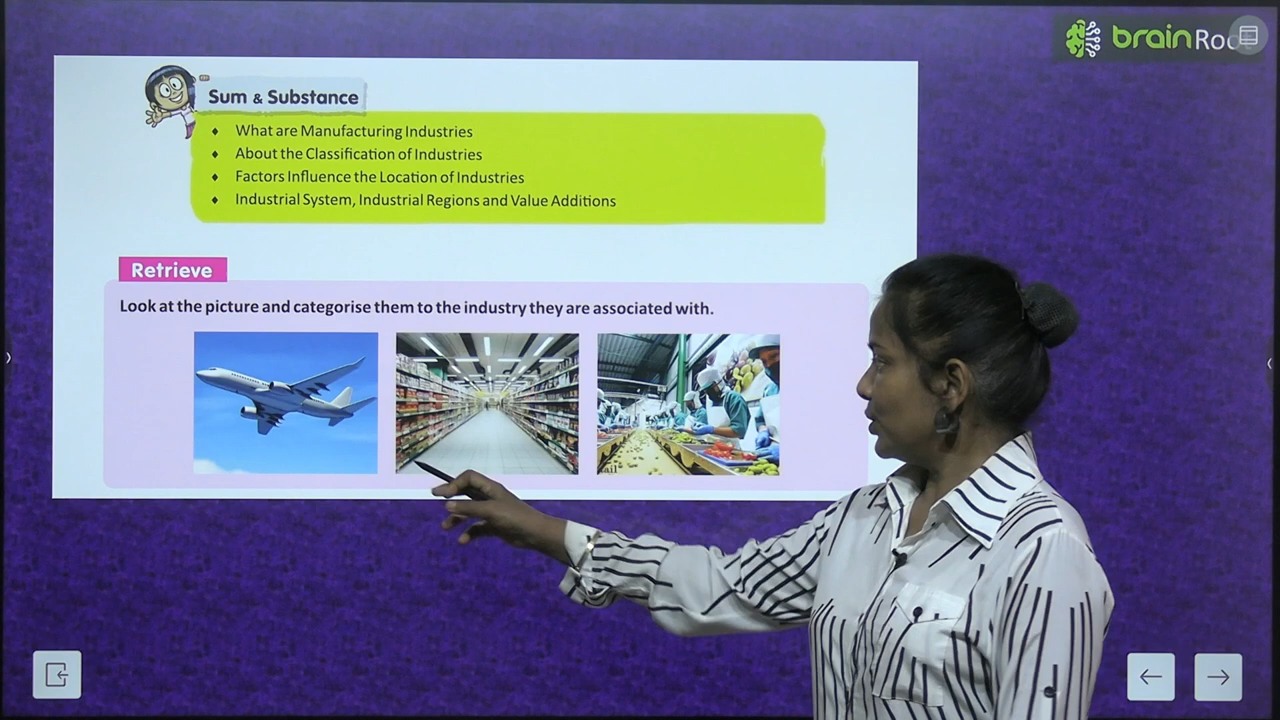 brainRo
Sum & Substance
What are Manufacturing Industries
About the Classification of Industries
Factors Influence the Location of Industries
Industrial System, Industrial Regions and Value Additions
Retrieve
Look at the picture and categorise them to the industry they are associated with.